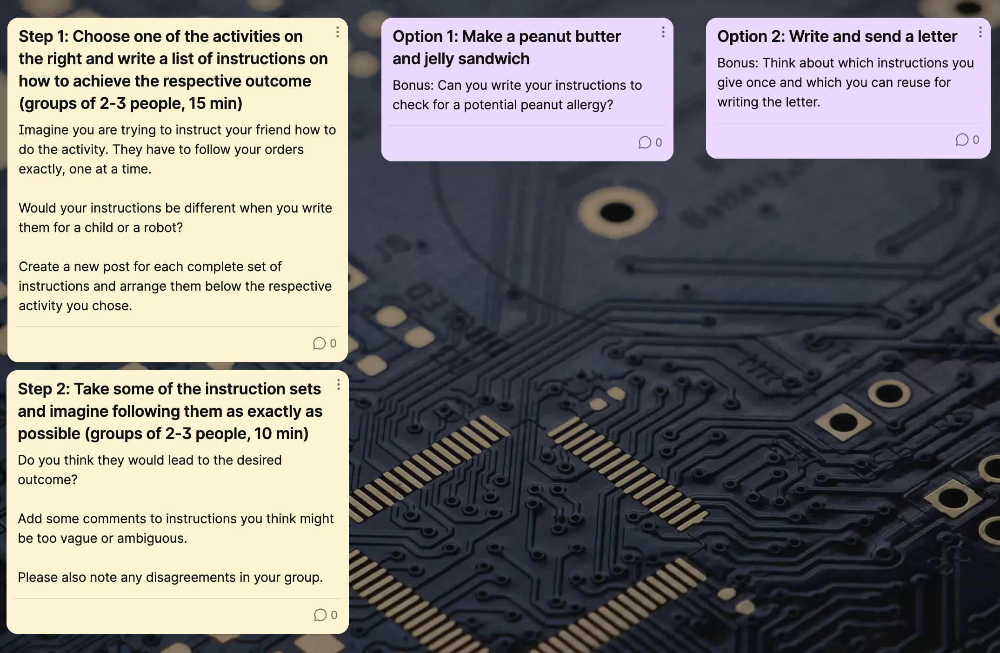 Step 1: Choose one of the activities on
the right and write a list of instructions on
how to achieve the respective outcome
(groups of 2-3 people, 15 min)
Imagine you are trying to instruct your friend how to
do the activity. They have to follow your orders
exactly, one at a time.
Would your instructions be different when you write
them for a child or a robot?
Create a new post for each complete set of
instructions and arrange them below the respective
activity you chose.
0
Step 2: Take some of the instruction sets
and imagine following them as exactly as
possible (groups of 2-3 people, 10 min)
Do you think they would lead to the desired
outcome?
Add some comments to instructions you think might
be too vague or ambiguous.
Please also note any disagreements in your group.
0
Option 1: Make a peanut butter
and jelly sandwich
Bonus: Can you write your instructions to
check for a potential peanut allergy?
0
Option 2: Write and send a letter
Bonus: Think about which instructions you
give once and which you can reuse for
writing the letter.
0